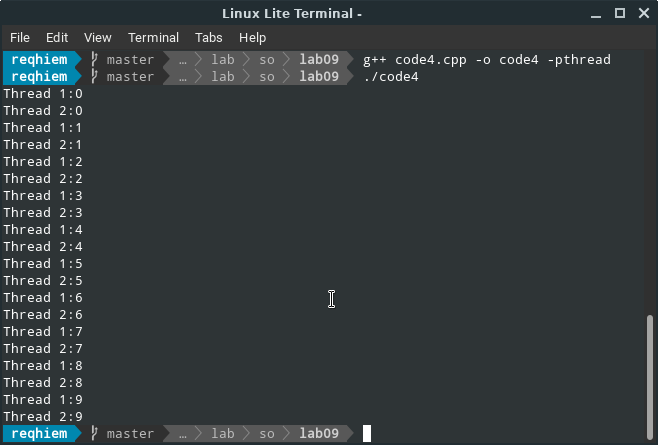 Linux Lite Terminal -
File Edit View Terminal Tabs Help
reqhiem master … lab so lab09 g++ code4.cpp -o code4 -pthread
reqhiem master … lab so lab09 ./code4
Thread 1:0
Thread 2:0
Thread 1:1
Thread 2:1
Thread 1:2
Thread 2:2
Thread 1:3
Thread 2:3
Thread 1:4
Thread 2:4
Thread 1:5
Thread 2:5
Thread 1:6
Thread 2:6
Thread 1:7
Thread 2:7
Thread 1:8
Thread 2:8
Thread 1:9
Thread 2:9
reqhiem master … lab so lab09